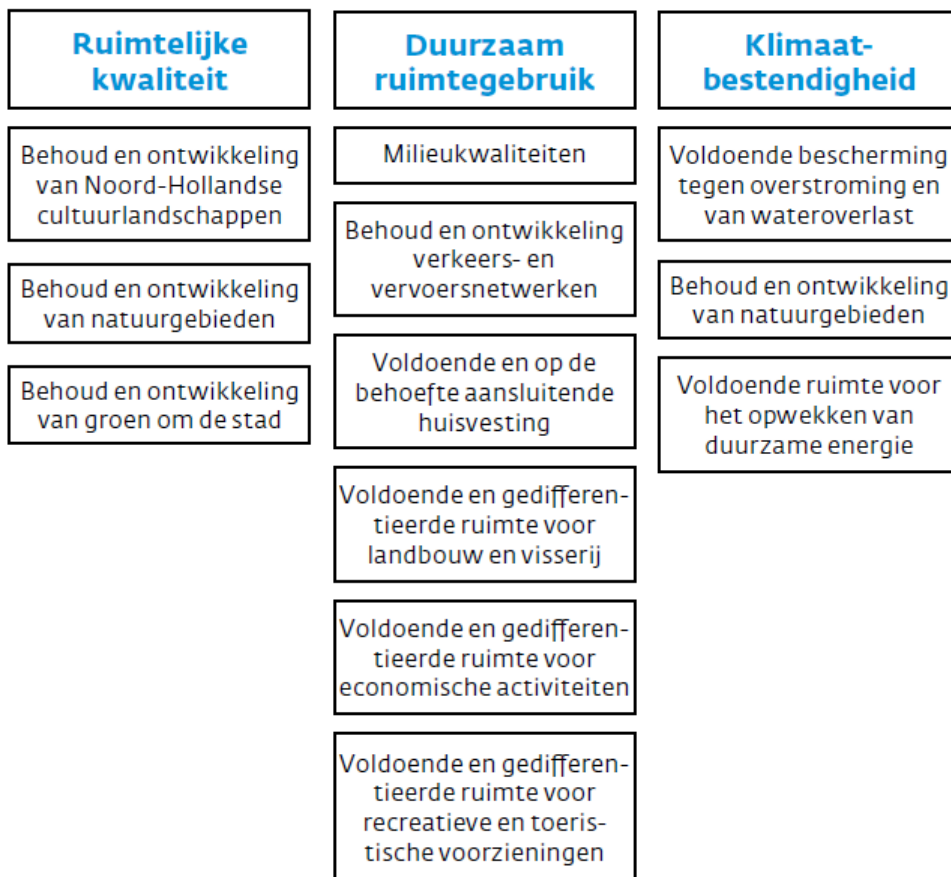 Ruimtelijke
kwaliteit
Behoud en ontwikkeling
van Noord-Hollandse
cultuurlandschappen
Behoud en ontwikkeling
van natuurgebieden
Behoud en ontwikkeling
van groen om de stad
Duurzaam
ruimtegebruik
Milieukwaliteiten
Behoud en ontwikkeling
verkeers- en
vervoersnetwerken
Voldoende en op de
behoefte aansluitende
huisvesting
Voldoende en gedifferen-
tieerde ruimte voor
landbouw en visserij
Voldoende en gedifferen-
tieerde ruimte voor
economische activiteiten
Voldoende en gedifferen-
tieerde ruimte voor
recreatieve en toeris-
tische voorzieningen
Klimaat-
bestendigheid
Voldoende bescherming
tegen overstroming en
van wateroverlast
Behoud en ontwikkeling
van natuurgebieden
Voldoende ruimte voor
het opwekken van
duurzame energie